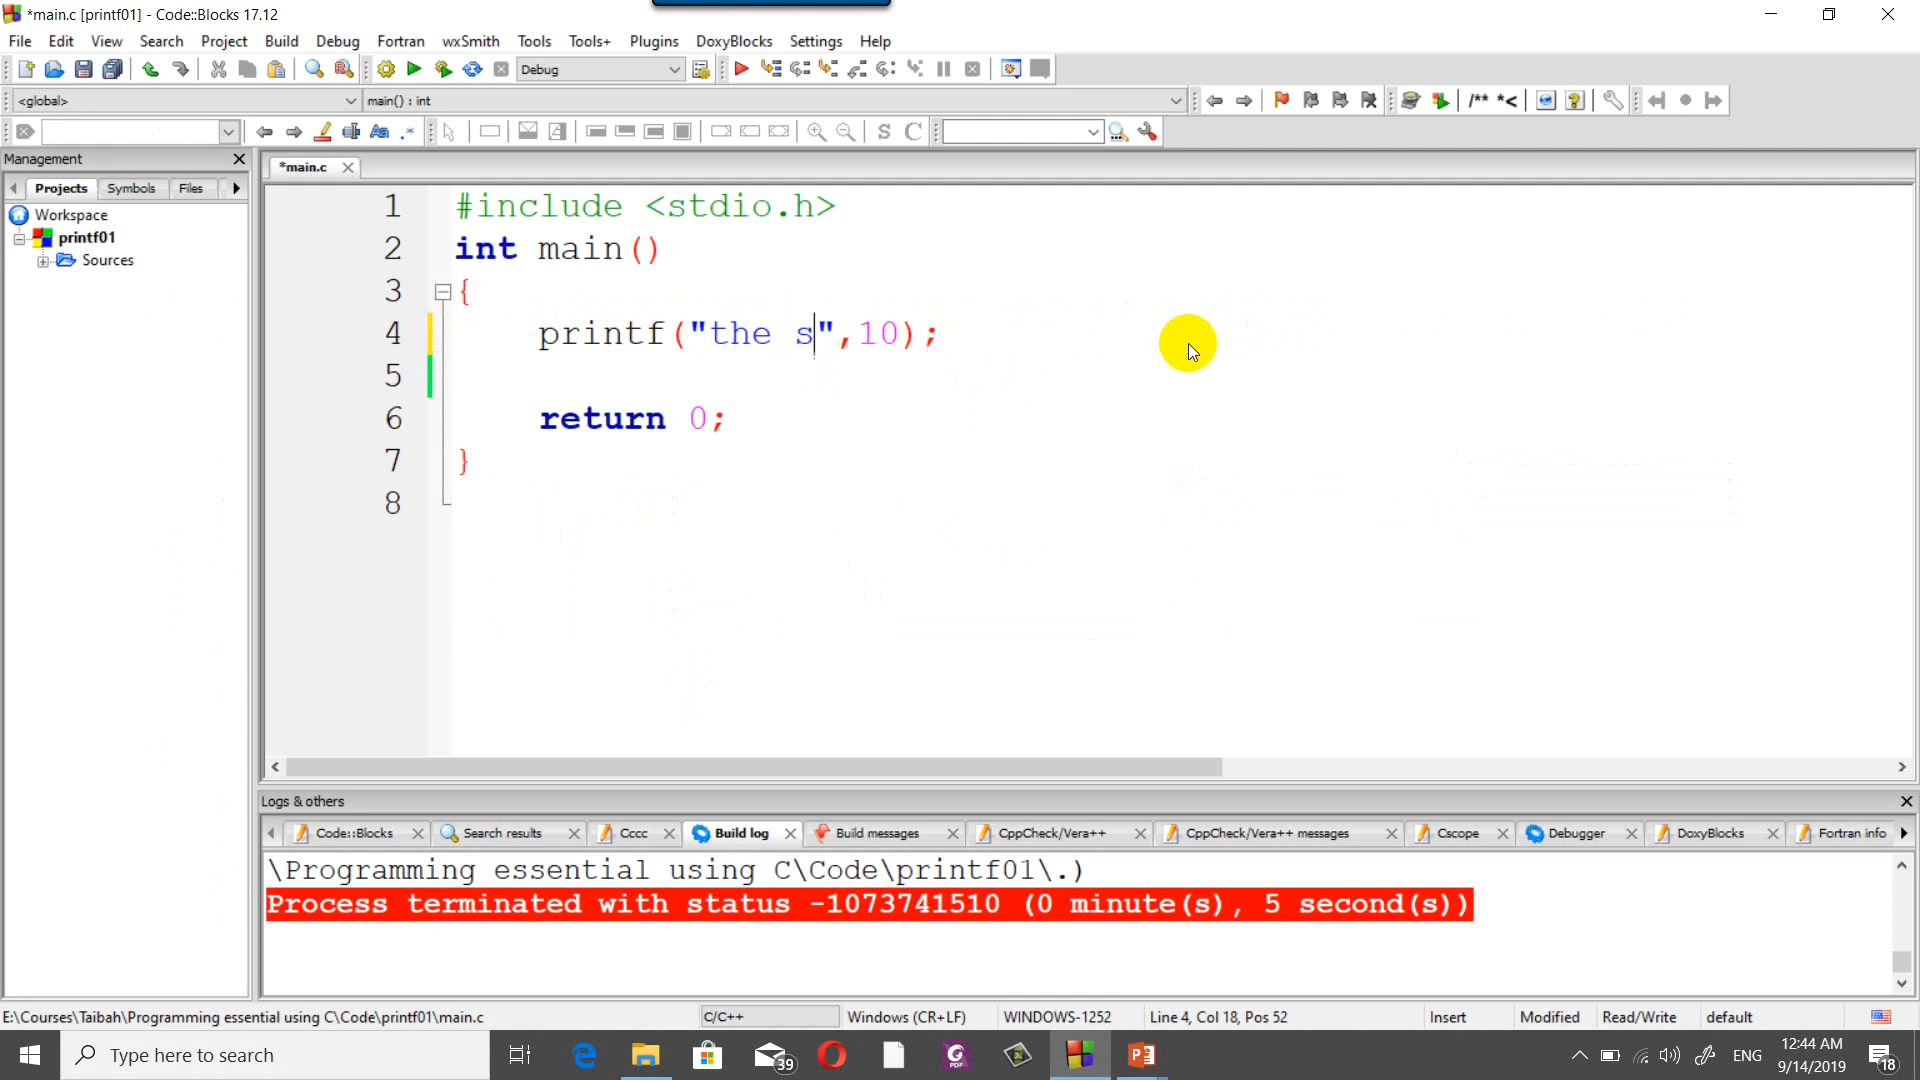 *main.c [printf01] - Code::Blocks 17.12
File Edit View Search Project Build Debug Fortran wxSmith Tools Tools+ Plugins DoxyBlocks Settings Help
Debug
<global> main() : int /** *<
Aa .* S C
Management
*main.c
Projects Symbols Files
Workspace
printf01
Sources
1 #include <stdio.h>
2 int main()
3 {
4 printf("the s",10);
5
6 return 0;
7 }
8
Logs & others
Code::Blocks Search results Cccc Build log Build messages CppCheck/Vera++ CppCheck/Vera++ messages Cscope Debugger DoxyBlocks Fortran info
\Programming essential using C\Code\printf01\.)
Process terminated with status -1073741510 (0 minute(s), 5 second(s))
E:\Courses\Taibah\Programming essential using C\Code\printf01\main.c C/C++ Windows (CR+LF) WINDOWS-1252 Line 4, Col 18, Pos 52 Insert Modified Read/Write default
Type here to search 39 PDF ENG 12:44 AM 18
9/14/2019